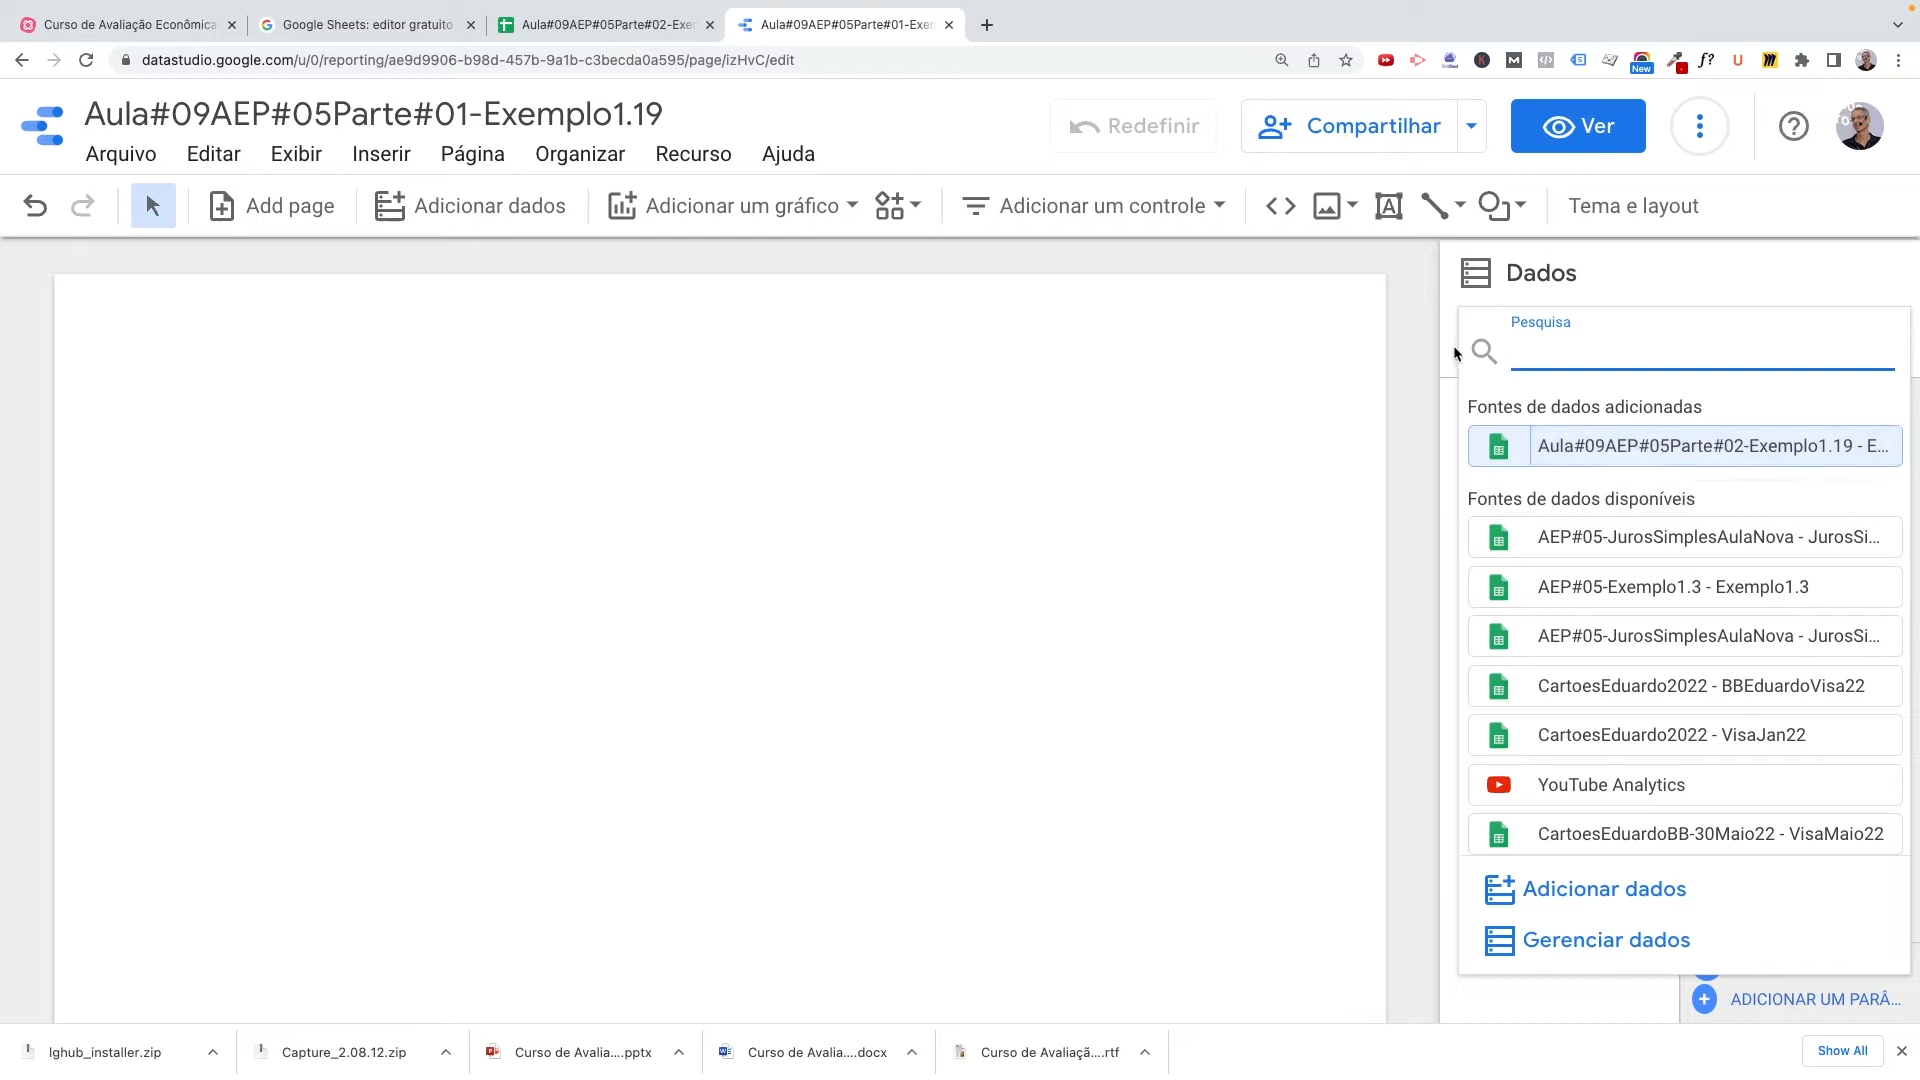 Curso de Avaliação Econômica
Google Sheets: editor gratuito
Aula#09AEP#05Parte#02-Exe
Aula#09AEP#05Parte#01-Exen
datastudio.google.com/u/0/reporting/ae9d9906-b98d-457b-9a1b-c3becda0a595/page/izHvC/edit
New
Aula#09AEP#05Parte#01-Exemplo1.19
Redefinir
Compartilhar
Ver
Arquivo
Editar
Exibir
Inserir
Página
Organizar
Recurso
Ajuda
Add page
Adicionar dados
Adicionar um gráfico
Adicionar um controle
Tema e layout
Dados
Pesquisa
Fontes de dados adicionadas
Aula#09AEP#05Parte#02-Exemplo1.19 - E...
Fontes de dados disponíveis
AEP#05-JurosSimplesAulaNova - JurosSi...
AEP#05-Exemplo1.3 - Exemplo1.3
AEP#05-JurosSimplesAulaNova - JurosSi...
CartoesEduardo2022 - BBEduardoVisa22
CartoesEduardo2022 - VisaJan22
YouTube Analytics
CartoesEduardoBB-30Maio22 - VisaMaio22
Adicionar dados
Gerenciar dados
ADICIONAR UM PARÂ...
lghub_installer.zip
Capture_2.08.12.zip
Curso de Avalia....pptx
Curso de Avalia....docx
Curso de Avaliaçã....rtf
Show All